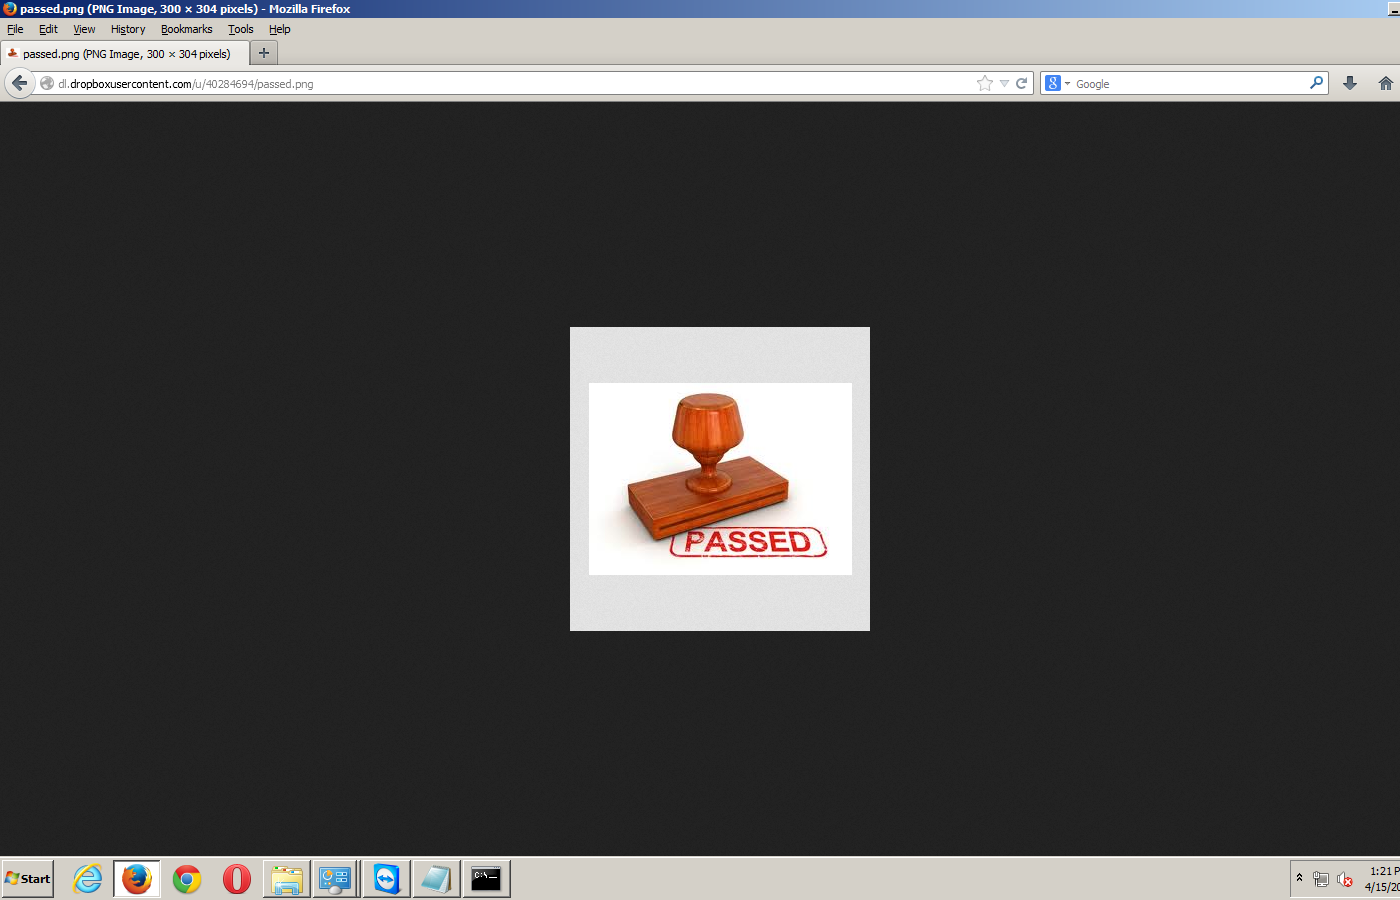 passed.png (PNG Image, 300 × 304 pixels) - Mozilla Firefox
File Edit View History Bookmarks Tools Help
passed.png (PNG Image, 300 × 304 pixels)
dl.dropboxusercontent.com/u/40284694/passed.png
8 Google
PASSED
Start
C:\
1:21 P
4/15/20